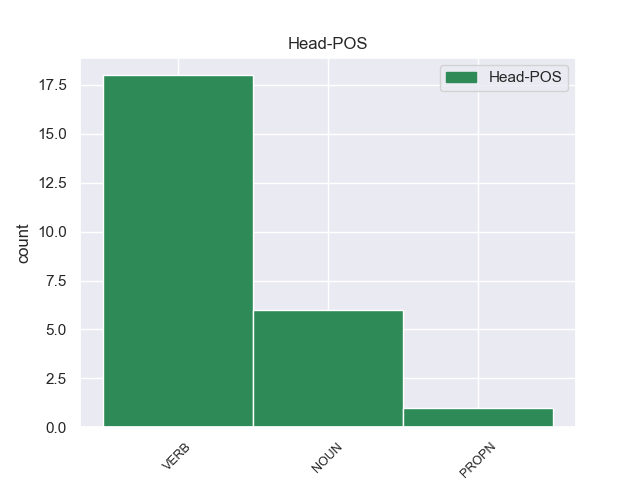 Head-POS
Head-POS
17.5
15.0
12.5
10.0
7.5
5.0
2.5
0.0
count
VERB
NOUN
PROPN